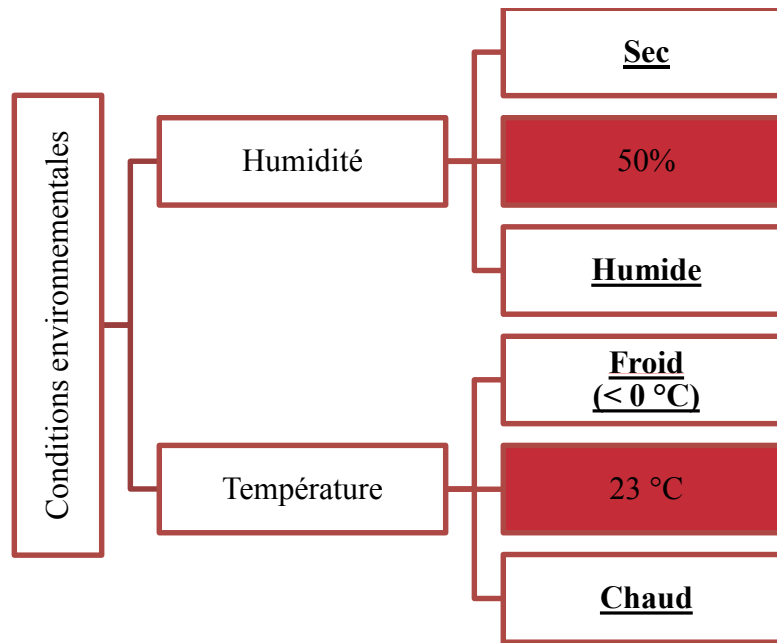 Conditions environnementales
Humidité
Sec
50%
Humide
Température
Froid
(< 0 °C)
23 °C
Chaud